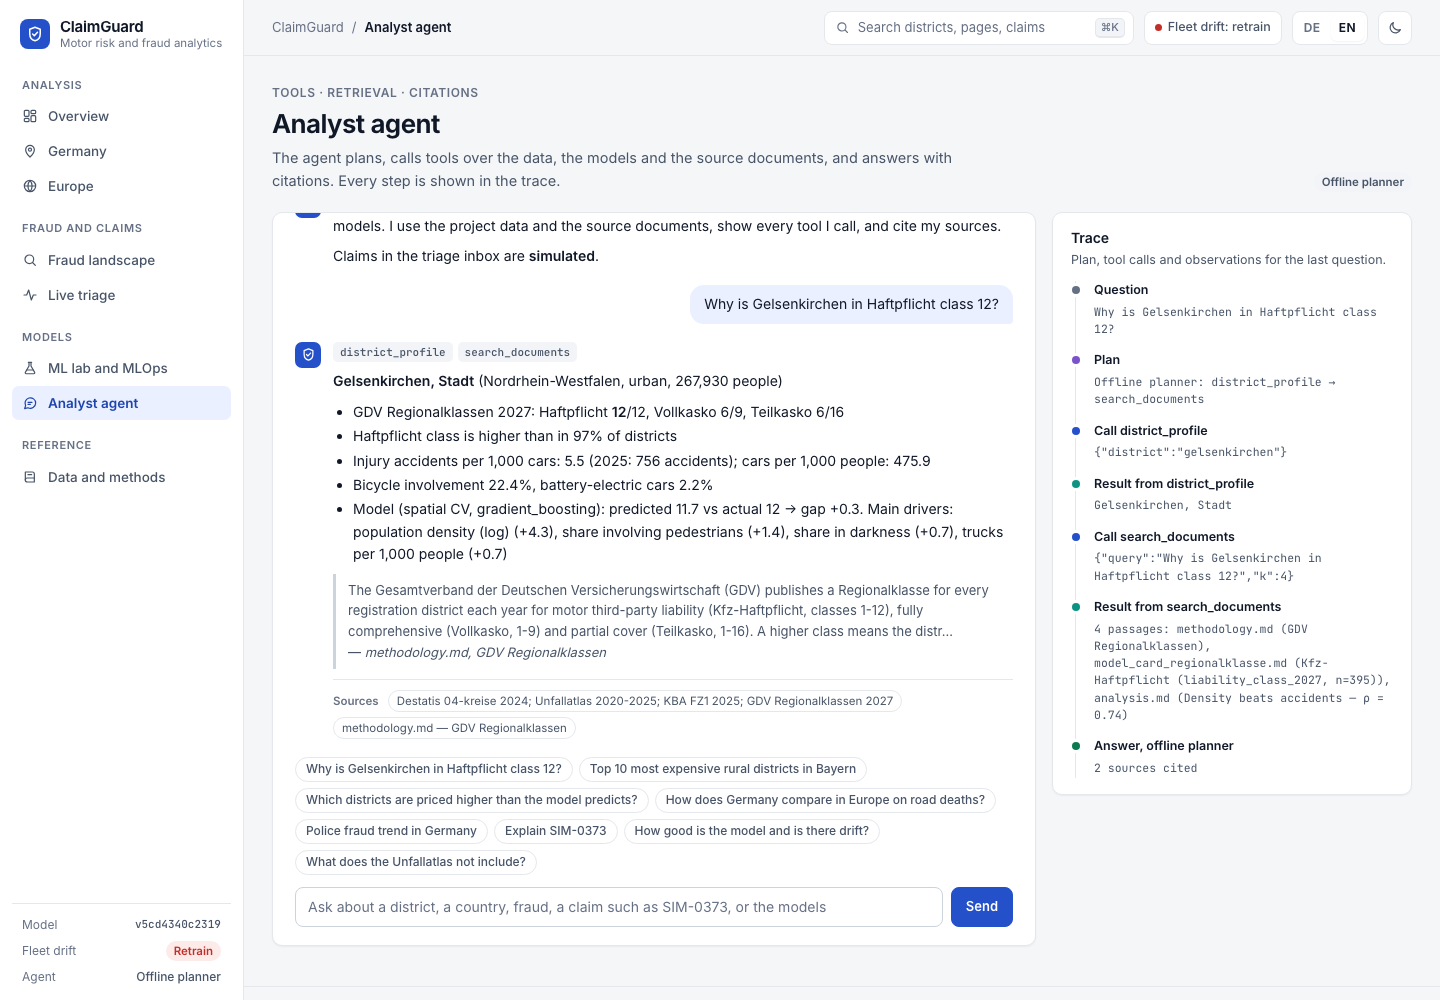 ClaimGuard
Motor risk and fraud analytics
ANALYSIS
Overview
Germany
Europe
FRAUD AND CLAIMS
Fraud landscape
Live triage
MODELS
ML lab and MLOps
Analyst agent
REFERENCE
Data and methods
Model v5cd4340c2319
Fleet drift Retrain
Agent Offline planner
ClaimGuard / Analyst agent
Search districts, pages, claims ⌘K
Fleet drift: retrain
DE EN
TOOLS · RETRIEVAL · CITATIONS
Analyst agent
The agent plans, calls tools over the data, the models and the source documents, and answers with
citations. Every step is shown in the trace.
Offline planner
models. I use the project data and the source documents, show every tool I call, and cite my sources.
Claims in the triage inbox are simulated.
Why is Gelsenkirchen in Haftpflicht class 12?
district_profile search_documents
Gelsenkirchen, Stadt (Nordrhein-Westfalen, urban, 267,930 people)
• GDV Regionalklassen 2027: Haftpflicht 12/12, Vollkasko 6/9, Teilkasko 6/16
• Haftpflicht class is higher than in 97% of districts
• Injury accidents per 1,000 cars: 5.5 (2025: 756 accidents); cars per 1,000 people: 475.9
• Bicycle involvement 22.4%, battery-electric cars 2.2%
• Model (spatial CV, gradient_boosting): predicted 11.7 vs actual 12 → gap +0.3. Main drivers:
population density (log) (+4.3), share involving pedestrians (+1.4), share in darkness (+0.7), trucks
per 1,000 people (+0.7)
The Gesamtverband der Deutschen Versicherungswirtschaft (GDV) publishes a Regionalklasse for every
registration district each year for motor third-party liability (Kfz-Haftpflicht, classes 1-12), fully
comprehensive (Vollkasko, 1-9) and partial cover (Teilkasko, 1-16). A higher class means the distr...
— methodology.md, GDV Regionalklassen
Sources Destatis 04-kreise 2024; Unfallatlas 2020-2025; KBA FZ1 2025; GDV Regionalklassen 2027
methodology.md — GDV Regionalklassen
Why is Gelsenkirchen in Haftpflicht class 12? Top 10 most expensive rural districts in Bayern
Which districts are priced higher than the model predicts? How does Germany compare in Europe on road deaths?
Police fraud trend in Germany Explain SIM-0373 How good is the model and is there drift?
What does the Unfallatlas not include?
Ask about a district, a country, fraud, a claim such as SIM-0373, or the models
Send
Trace
Plan, tool calls and observations for the last question.
Question
Why is Gelsenkirchen in Haftpflicht class
12?
Plan
Offline planner: district_profile →
search_documents
Call district_profile
{"district":"gelsenkirchen"}
Result from district_profile
Gelsenkirchen, Stadt
Call search_documents
{"query":"Why is Gelsenkirchen in
Haftpflicht class 12?","k":4}
Result from search_documents
4 passages: methodology.md (GDV
Regionalklassen),
model_card_regionalklasse.md (Kfz-
Haftpflicht (liability_class_2027, n=395)),
analysis.md (Density beats accidents — ρ =
0.74)
Answer, offline planner
2 sources cited